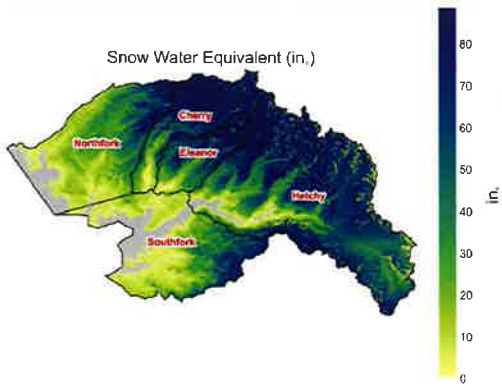 Snow Water Equivalent (in.)
Cherry
Northfork
Eleanor
Hetchy
Southfork
80
70
60
50
40
30
20
10
0
in.